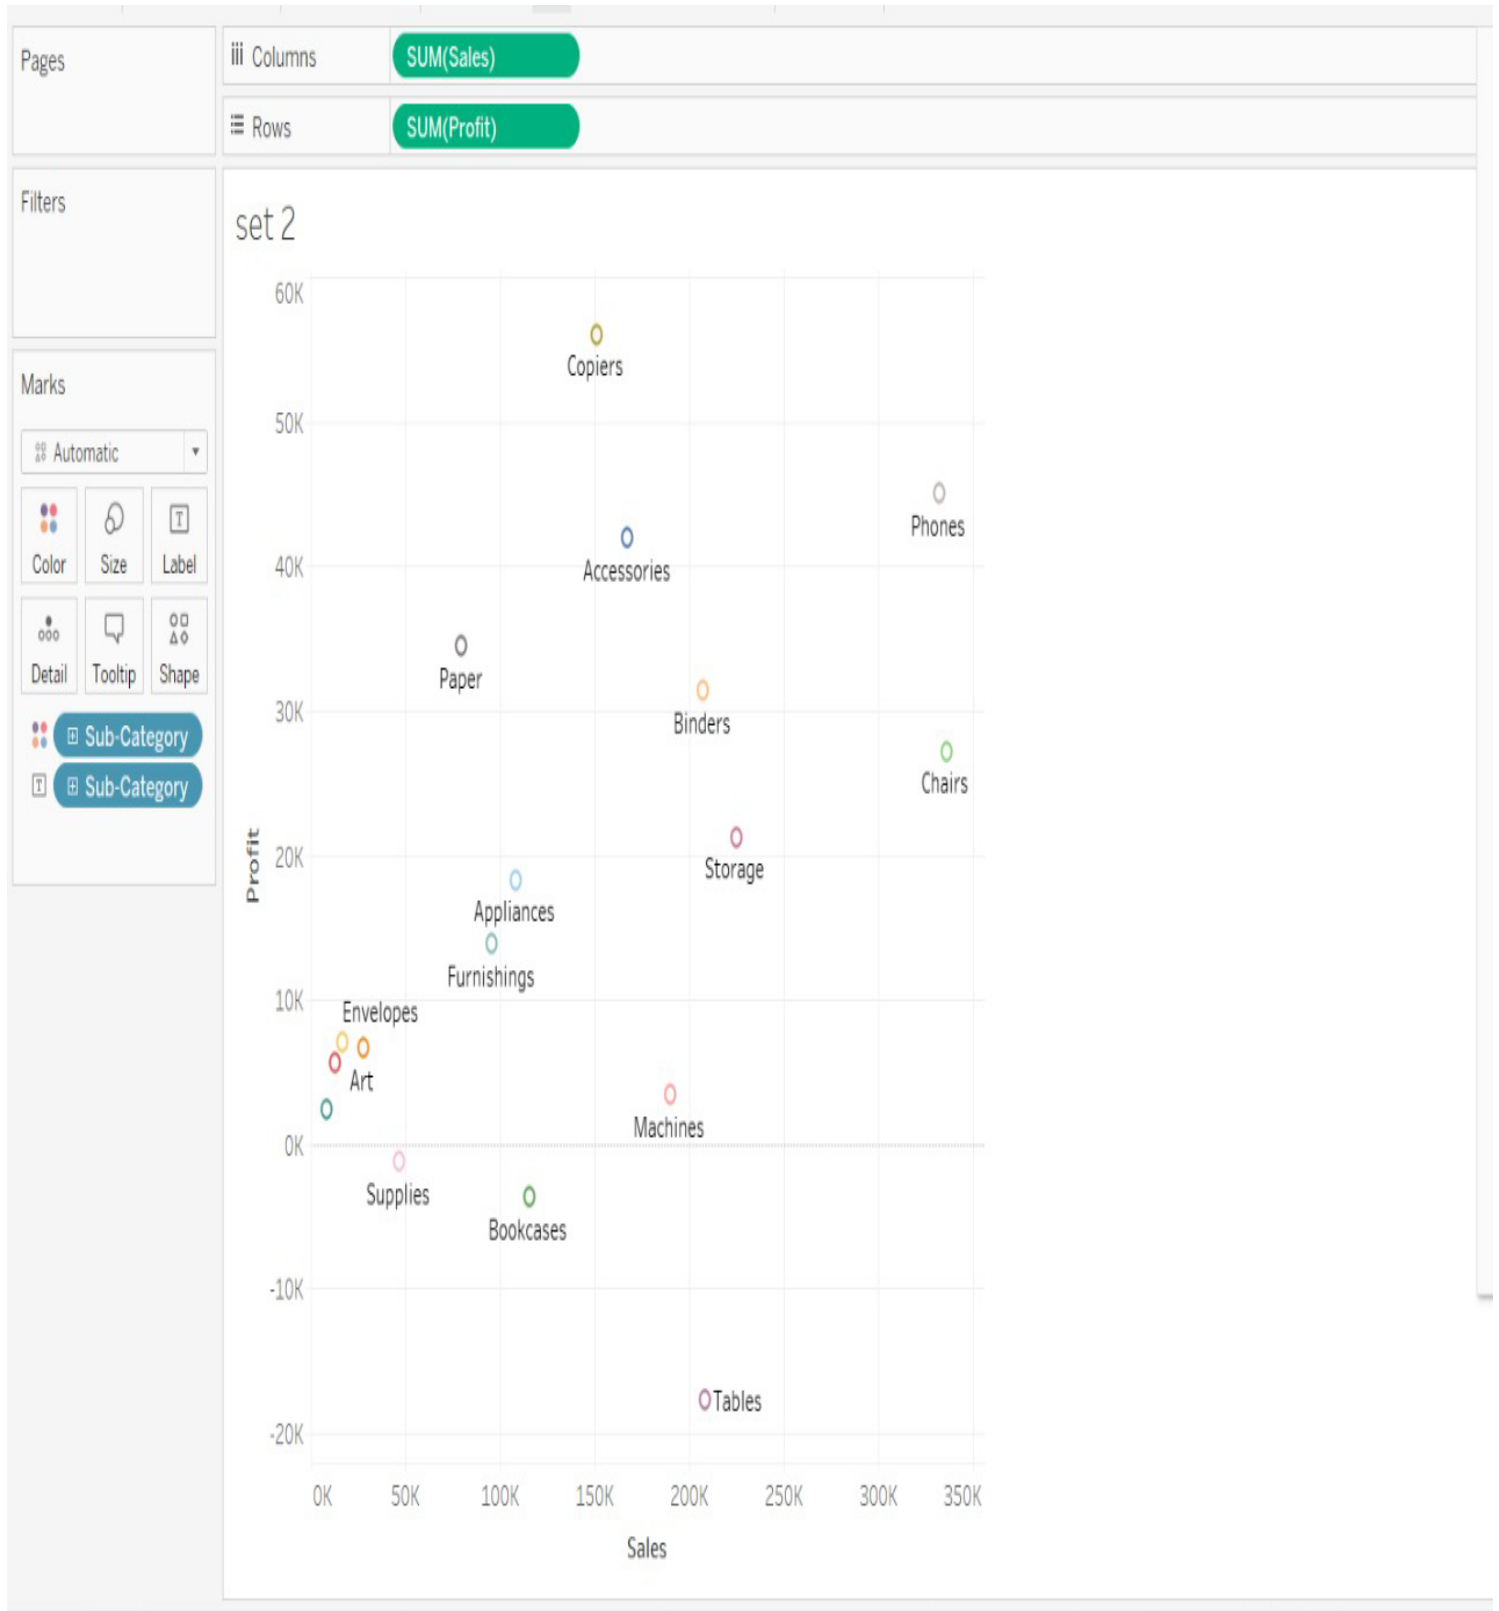 Pages
Columns
SUM(Sales)
Rows
SUM(Profit)
Filters
set 2
Marks
Automatic
Color
Size
Label
Detail
Tooltip
Shape
Sub-Category
T Sub-Category
Profit
60K
50K
40K
30K
20K
10K
0K
-10K
-20K
Copiers
Phones
Accessories
Paper
Binders
Chairs
Storage
Appliances
Furnishings
Envelopes
Art
Machines
Supplies
Bookcases
Tables
0K 50K 100K 150K 200K 250K 300K 350K
Sales